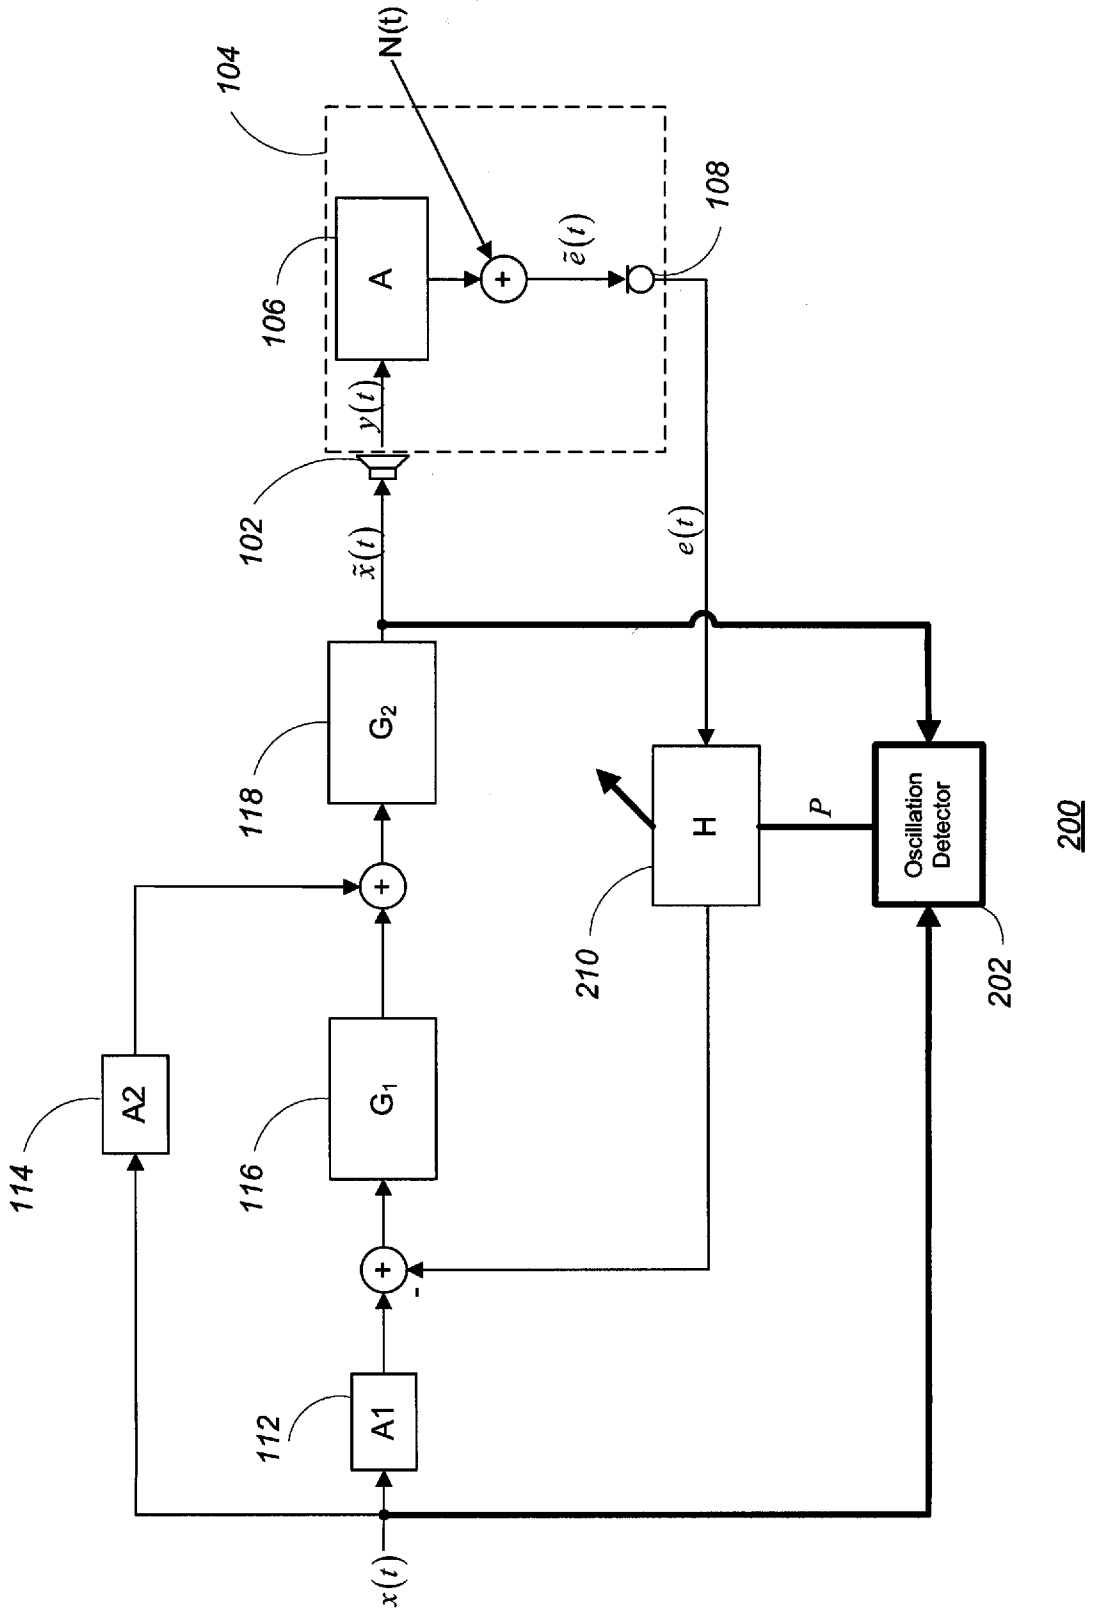 114
A2
104
N(t)
118
G₂
102
x̃(t)
y(t)
106
A
+
ẽ(t)
108
116
G₁
+
112
A1
+
-
x(t)
e(t)
210
H
P
202
Oscillation
Detector
200